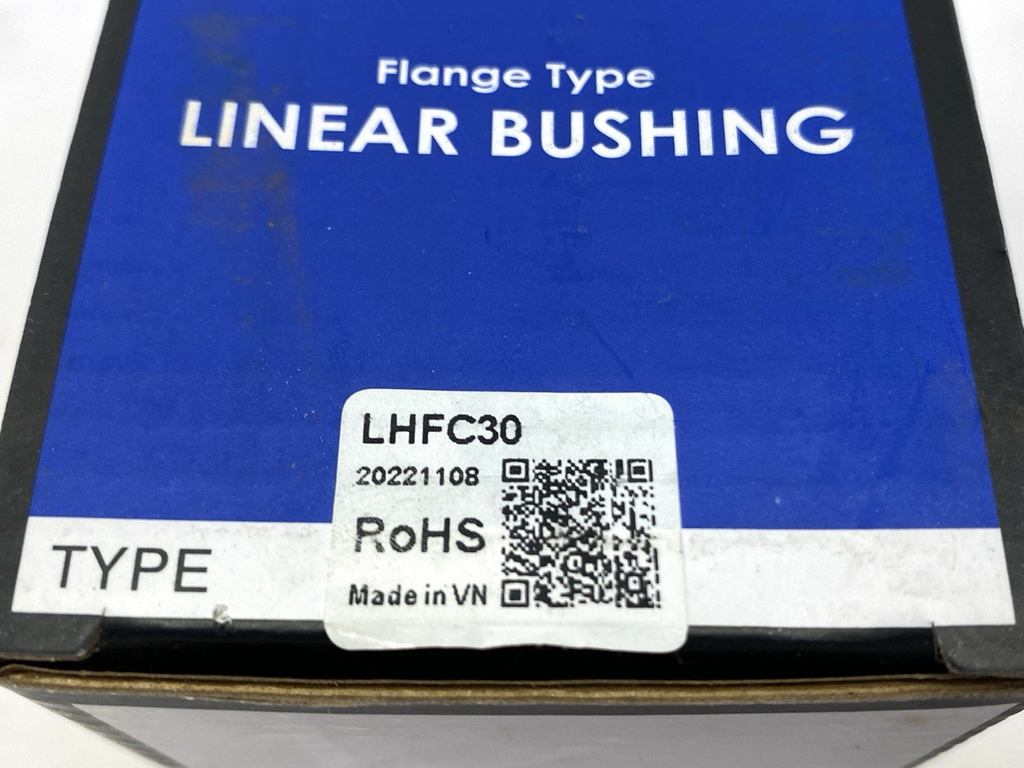 Flange Type
LINEAR BUSHING
LHFC30
20221108
RoHS
Made in VN
TYPE